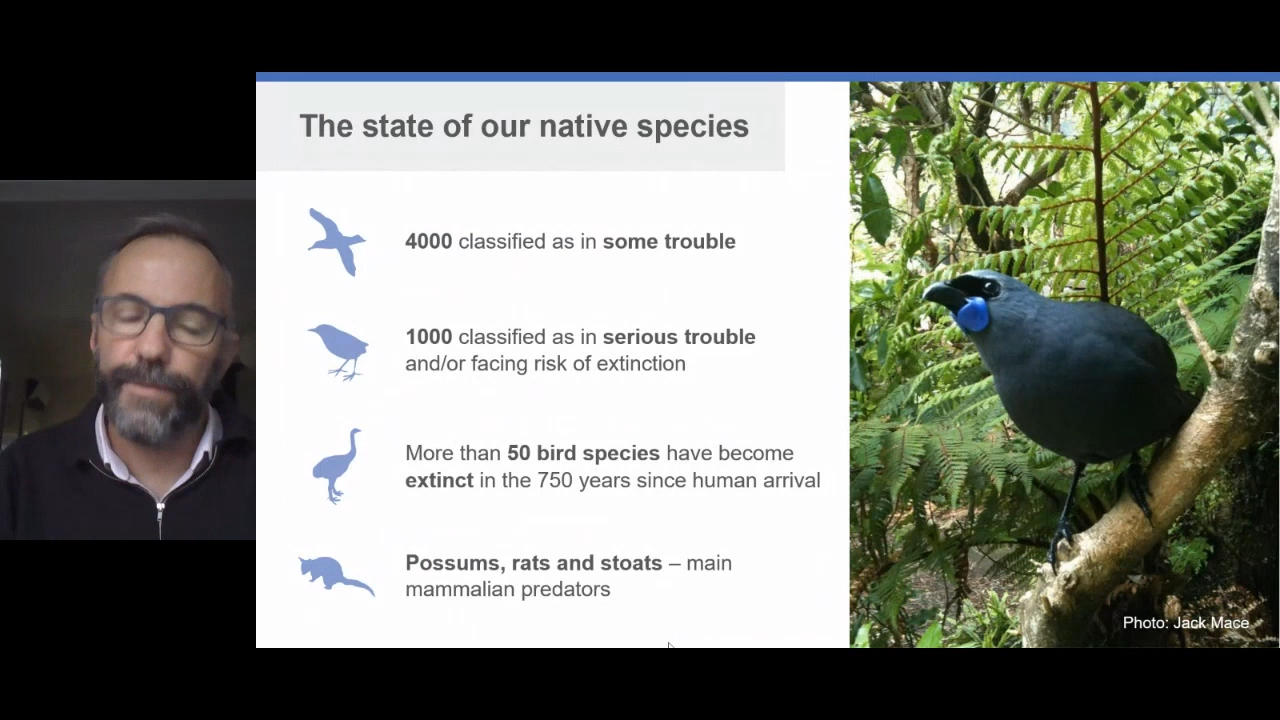 The state of our native species
4000 classified as in some trouble
1000 classified as in serious trouble
and/or facing risk of extinction
More than 50 bird species have become
extinct in the 750 years since human arrival
Possums, rats and stoats – main
mammalian predators
Photo: Jack Mace